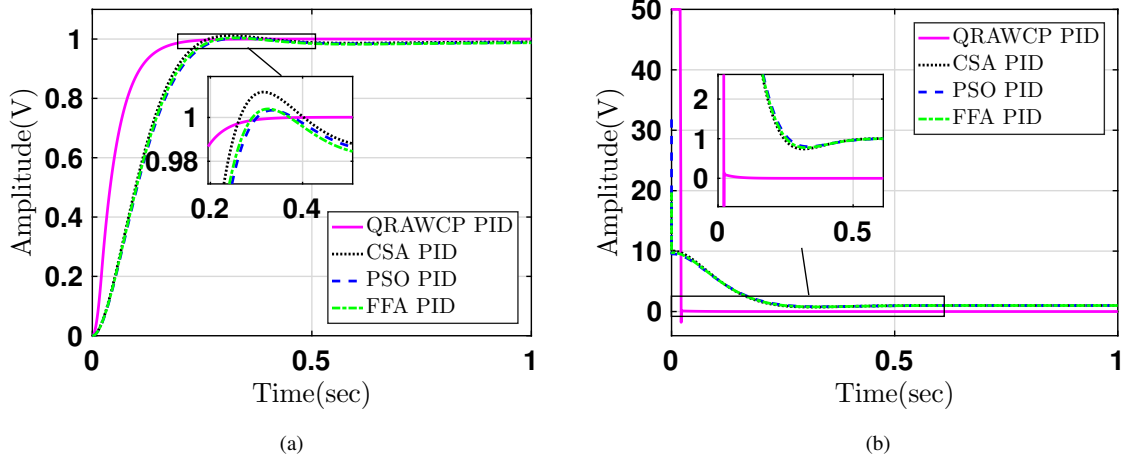 1
0.8
0.6
0.4
0.2
0
0
0.5
1
Amplitude(V)
Time(sec)
1
0.98
0.2
0.4
QRAWCP PID
CSA PID
PSO PID
FFA PID
(a)
50
40
30
20
10
0
0
0.5
1
Amplitude(V)
Time(sec)
2
1
0
0
0.5
QRAWCP PID
CSA PID
PSO PID
FFA PID
(b)